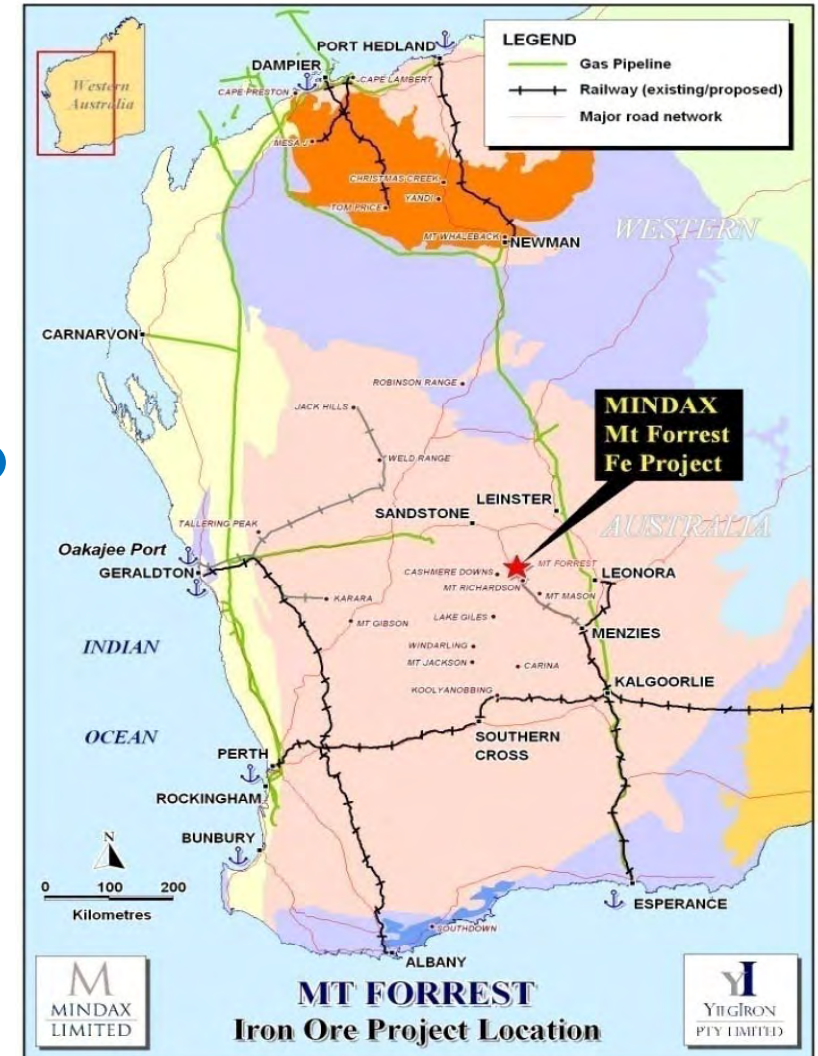 Western
Australia
LEGEND
Gas Pipeline
Railway (existing/proposed)
Major road network
PORT HEDLAND
DAMPIER
CAPE LAMBERT
CAPE PRESTON
MESA J
CHRISTMAS CREEK
YANDI
TOM PRICE
MT WHALEBACK
NEWMAN
WESTERN
CARNARVON
ROBINSON RANGE
JACK HILLS
MINDAX
Mt Forrest
Fe Project
WELD RANGE
LEINSTER
SANDSTONE
TALLERING PEAK
AUSTRALIA
Oakajee Port
GERALDTON
MT FORREST
CASHMERE DOWNS
LEONORA
MT RICHARDSON
MT MASON
KARARA
LAKE GILES
MT GIBSON
MENZIES
INDIAN
WINDARLING
MT JACKSON
CARINA
KOOLYANOBBING
KALGOORLIE
OCEAN
SOUTHERN
CROSS
PERTH
ROCKINGHAM
BUNBURY
N
0 100 200
Kilometres
ESPERANCE
SOUTHDOWN
ALBANY
M
MINDAX
LIMITED
MT FORREST
Iron Ore Project Location
YI
YILGIRON
PTY LIMITED